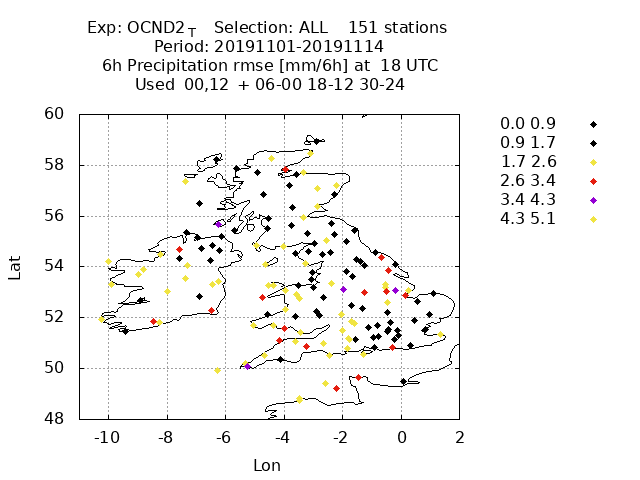 Exp: OCND2_T Selection: ALL 151 stations
Period: 20191101-20191114
6h Precipitation rmse [mm/6h] at 18 UTC
Used 00,12 + 06-00 18-12 30-24
60
58
56
54
52
50
48
-10 -8 -6 -4 -2 0 2
Lat
Lon
0.0 0.9
0.9 1.7
1.7 2.6
2.6 3.4
3.4 4.3
4.3 5.1